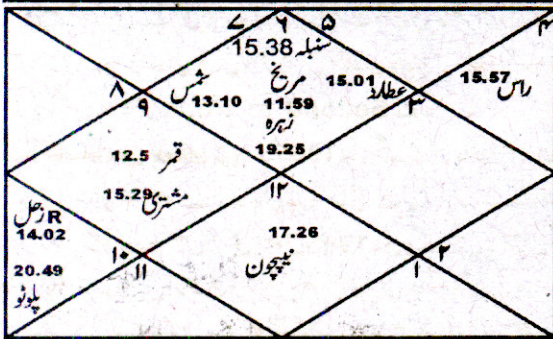 ۷ ۶ ۵ ۴
سنبلہ 15.38
۸ ۹ شمس 13.10
مریخ 11.59
زہرہ 19.25
15.01 عطارد ۳
15.57 راس
12.5 قمر
15.29 مشتری
۱۲
زحل R
14.02
20.49
پلوٹو
۱۰ ۱۱
17.26
نیپچون
۱ ۲